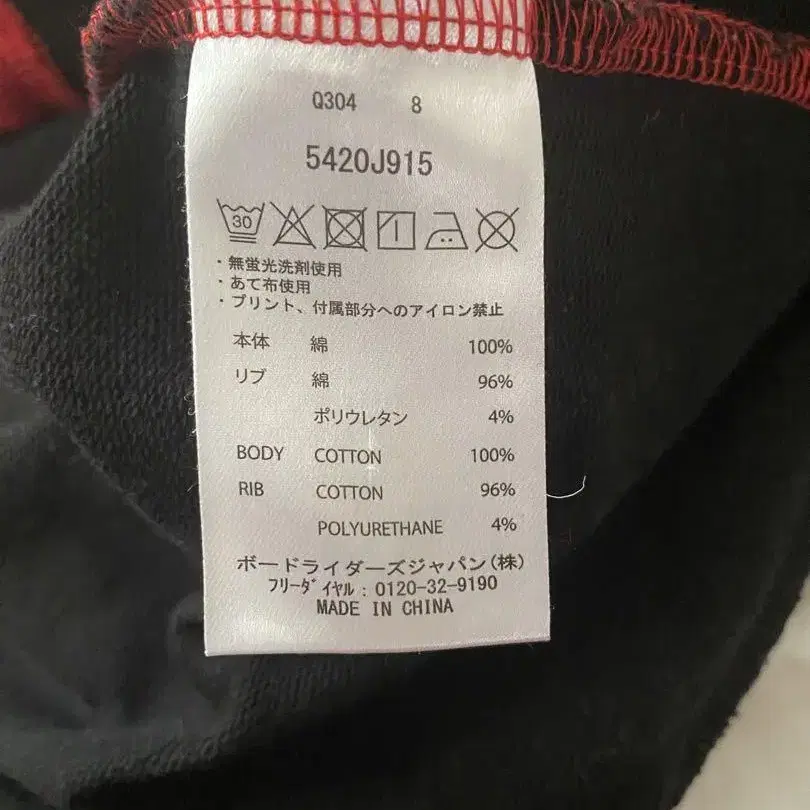 Q304 8
5420J915
30
・無蛍光洗剤使用
・あて布使用
・プリント、付属部分へのアイロン禁止
本体 綿 100%
リブ 綿 96%
ポリウレタン 4%
BODY COTTON 100%
RIB COTTON 96%
POLYURETHANE 4%
ボードライダーズジャパン(株)
フリーダイヤル : 0120-32-9190
MADE IN CHINA